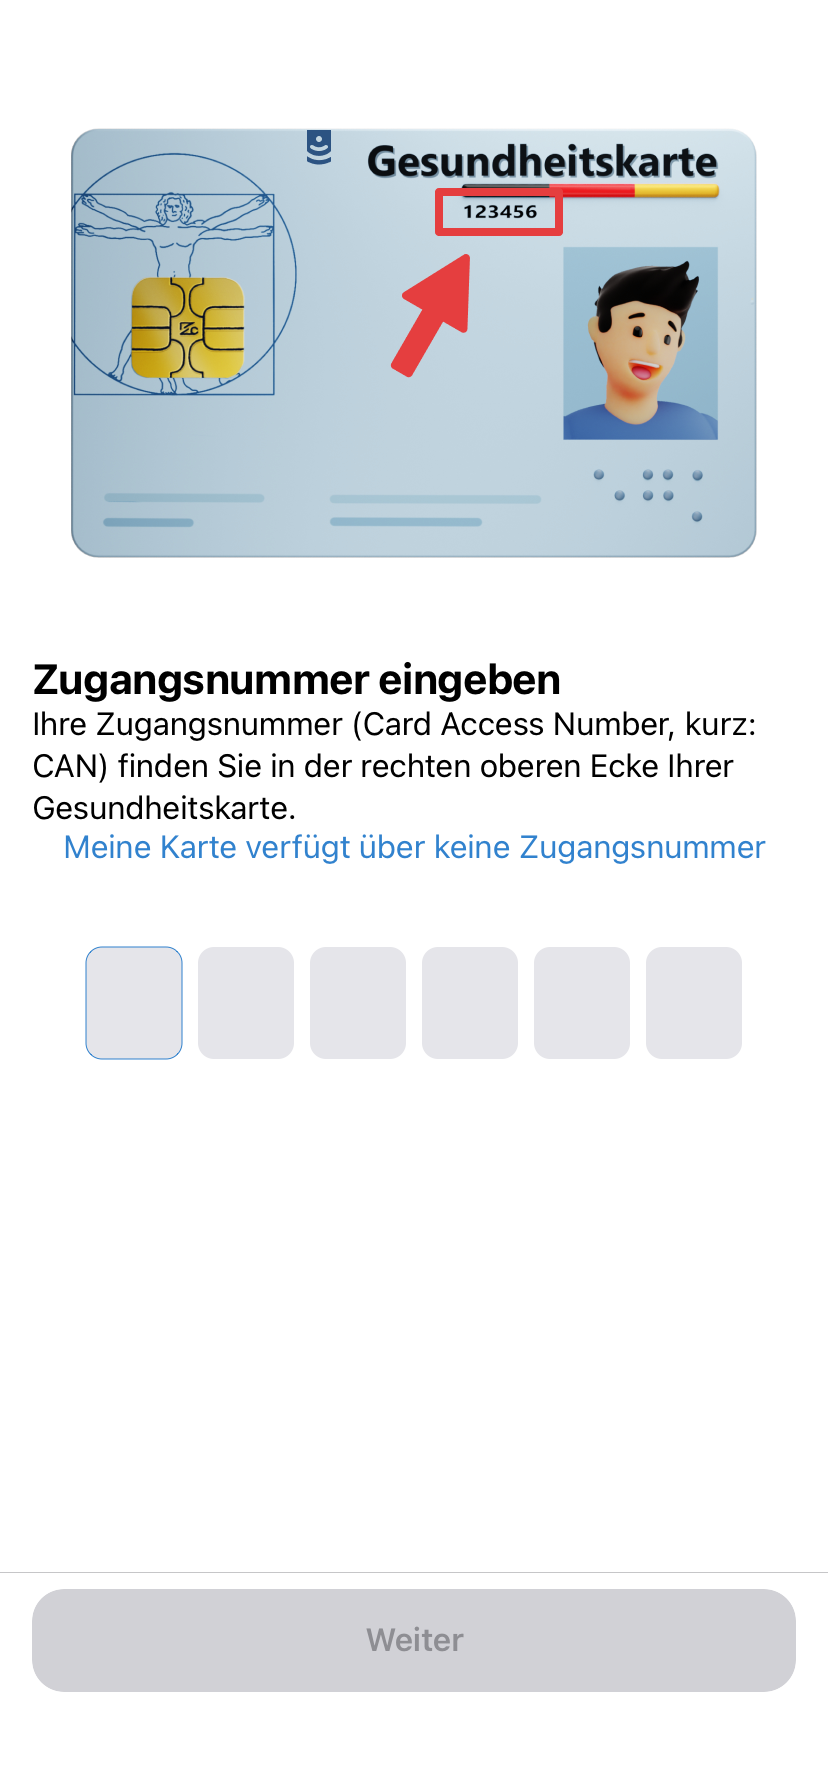 Gesundheitskarte
123456
Zugangsnummer eingeben
Ihre Zugangsnummer (Card Access Number, kurz:
CAN) finden Sie in der rechten oberen Ecke Ihrer
Gesundheitskarte.
Meine Karte verfügt über keine Zugangsnummer
Weiter